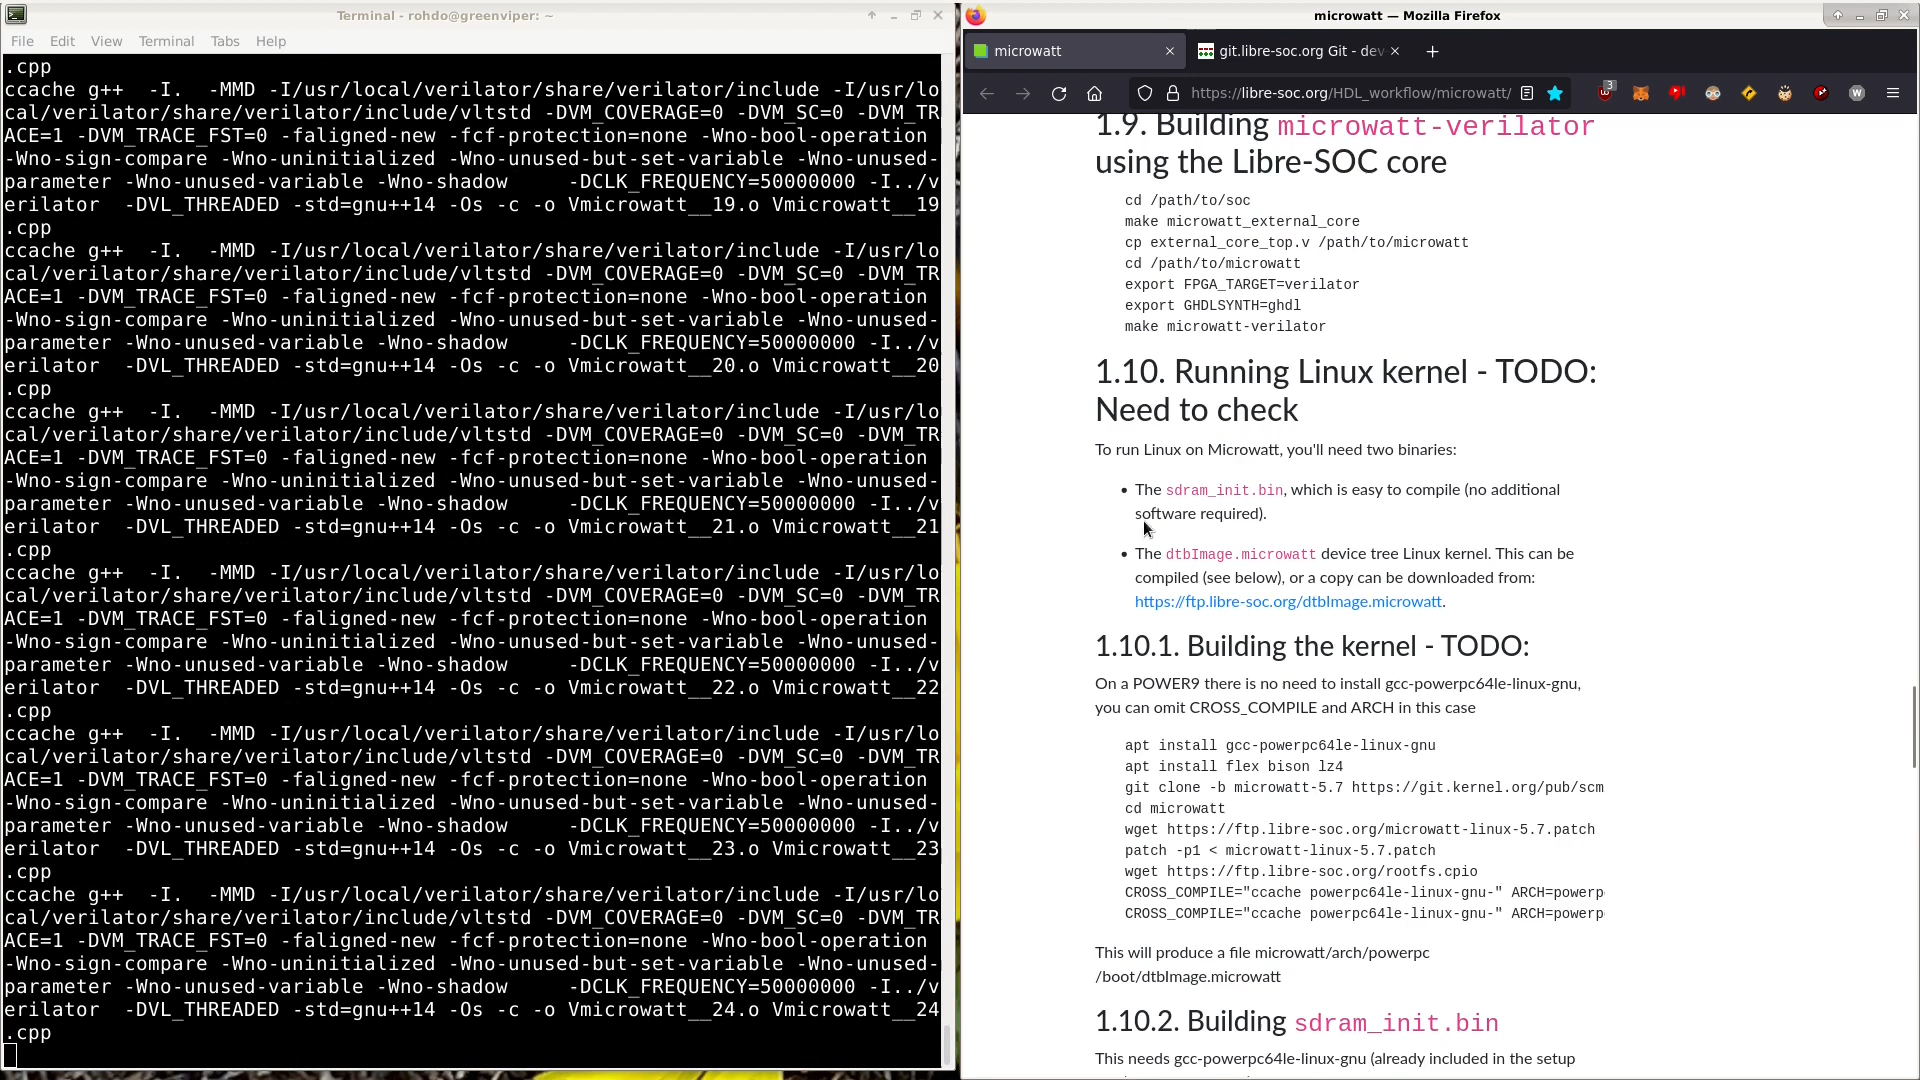 Terminal - rohdo@greenviper: ~
File Edit View Terminal Tabs Help
.cpp
ccache g++  -I.  -MMD -I/usr/local/verilator/share/verilator/include -I/usr/lo
cal/verilator/share/verilator/include/vltstd -DVM_COVERAGE=0 -DVM_SC=0 -DVM_TR
ACE=1 -DVM_TRACE_FST=0 -faligned-new -fcf-protection=none -Wno-bool-operation
-Wno-sign-compare -Wno-uninitialized -Wno-unused-but-set-variable -Wno-unused-
parameter -Wno-unused-variable -Wno-shadow     -DCLK_FREQUENCY=50000000 -I../v
erilator  -DVL_THREADED -std=gnu++14 -Os -c -o Vmicrowatt__19.o Vmicrowatt__19
.cpp
ccache g++  -I.  -MMD -I/usr/local/verilator/share/verilator/include -I/usr/lo
cal/verilator/share/verilator/include/vltstd -DVM_COVERAGE=0 -DVM_SC=0 -DVM_TR
ACE=1 -DVM_TRACE_FST=0 -faligned-new -fcf-protection=none -Wno-bool-operation
-Wno-sign-compare -Wno-uninitialized -Wno-unused-but-set-variable -Wno-unused-
parameter -Wno-unused-variable -Wno-shadow     -DCLK_FREQUENCY=50000000 -I../v
erilator  -DVL_THREADED -std=gnu++14 -Os -c -o Vmicrowatt__20.o Vmicrowatt__20
.cpp
ccache g++  -I.  -MMD -I/usr/local/verilator/share/verilator/include -I/usr/lo
cal/verilator/share/verilator/include/vltstd -DVM_COVERAGE=0 -DVM_SC=0 -DVM_TR
ACE=1 -DVM_TRACE_FST=0 -faligned-new -fcf-protection=none -Wno-bool-operation
-Wno-sign-compare -Wno-uninitialized -Wno-unused-but-set-variable -Wno-unused-
parameter -Wno-unused-variable -Wno-shadow     -DCLK_FREQUENCY=50000000 -I../v
erilator  -DVL_THREADED -std=gnu++14 -Os -c -o Vmicrowatt__21.o Vmicrowatt__21
.cpp
ccache g++  -I.  -MMD -I/usr/local/verilator/share/verilator/include -I/usr/lo
cal/verilator/share/verilator/include/vltstd -DVM_COVERAGE=0 -DVM_SC=0 -DVM_TR
ACE=1 -DVM_TRACE_FST=0 -faligned-new -fcf-protection=none -Wno-bool-operation
-Wno-sign-compare -Wno-uninitialized -Wno-unused-but-set-variable -Wno-unused-
parameter -Wno-unused-variable -Wno-shadow     -DCLK_FREQUENCY=50000000 -I../v
erilator  -DVL_THREADED -std=gnu++14 -Os -c -o Vmicrowatt__22.o Vmicrowatt__22
.cpp
ccache g++  -I.  -MMD -I/usr/local/verilator/share/verilator/include -I/usr/lo
cal/verilator/share/verilator/include/vltstd -DVM_COVERAGE=0 -DVM_SC=0 -DVM_TR
ACE=1 -DVM_TRACE_FST=0 -faligned-new -fcf-protection=none -Wno-bool-operation
-Wno-sign-compare -Wno-uninitialized -Wno-unused-but-set-variable -Wno-unused-
parameter -Wno-unused-variable -Wno-shadow     -DCLK_FREQUENCY=50000000 -I../v
erilator  -DVL_THREADED -std=gnu++14 -Os -c -o Vmicrowatt__23.o Vmicrowatt__23
.cpp
ccache g++  -I.  -MMD -I/usr/local/verilator/share/verilator/include -I/usr/lo
cal/verilator/share/verilator/include/vltstd -DVM_COVERAGE=0 -DVM_SC=0 -DVM_TR
ACE=1 -DVM_TRACE_FST=0 -faligned-new -fcf-protection=none -Wno-bool-operation
-Wno-sign-compare -Wno-uninitialized -Wno-unused-but-set-variable -Wno-unused-
parameter -Wno-unused-variable -Wno-shadow     -DCLK_FREQUENCY=50000000 -I../v
erilator  -DVL_THREADED -std=gnu++14 -Os -c -o Vmicrowatt__24.o Vmicrowatt__24
.cpp
microwatt — Mozilla Firefox
microwatt
git.libre-soc.org Git - dev
https://libre-soc.org/HDL_workflow/microwatt/
3
W
1.9. Building microwatt-verilator
using the Libre-SOC core
cd /path/to/soc
make microwatt_external_core
cp external_core_top.v /path/to/microwatt
cd /path/to/microwatt
export FPGA_TARGET=verilator
export GHDLSYNTH=ghdl
make microwatt-verilator
1.10. Running Linux kernel - TODO:
Need to check
To run Linux on Microwatt, you'll need two binaries:
• The sdram_init.bin, which is easy to compile (no additional
software required).
• The dtbImage.microwatt device tree Linux kernel. This can be
compiled (see below), or a copy can be downloaded from:
https://ftp.libre-soc.org/dtbImage.microwatt.
1.10.1. Building the kernel - TODO:
On a POWER9 there is no need to install gcc-powerpc64le-linux-gnu,
you can omit CROSS_COMPILE and ARCH in this case
apt install gcc-powerpc64le-linux-gnu
apt install flex bison lz4
git clone -b microwatt-5.7 https://git.kernel.org/pub/scm
cd microwatt
wget https://ftp.libre-soc.org/microwatt-linux-5.7.patch
patch -p1 < microwatt-linux-5.7.patch
wget https://ftp.libre-soc.org/rootfs.cpio
CROSS_COMPILE="ccache powerpc64le-linux-gnu-" ARCH=powerp
CROSS_COMPILE="ccache powerpc64le-linux-gnu-" ARCH=powerp
This will produce a file microwatt/arch/powerpc
/boot/dtbImage.microwatt
1.10.2. Building sdram_init.bin
This needs gcc-powerpc64le-linux-gnu (already included in the setup